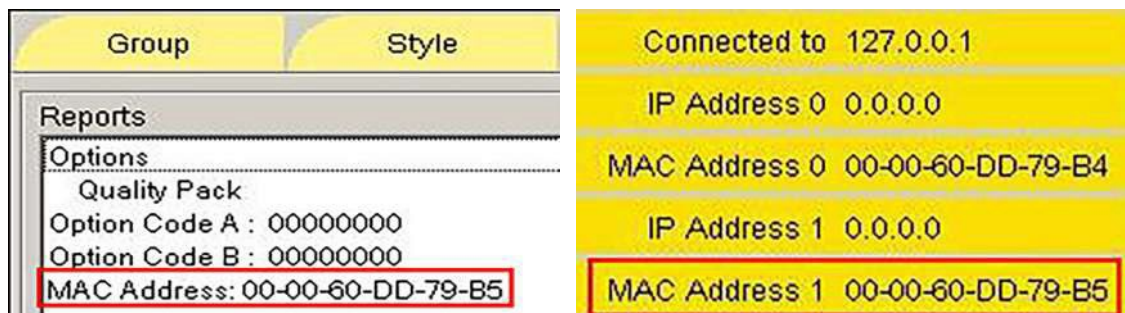 Group Style
Reports
Options
Quality Pack
Option Code A : 00000000
Option Code B : 00000000
MAC Address: 00-00-60-DD-79-B5
Connected to 127.0.0.1
IP Address 0 0.0.0.0
MAC Address 0 00-00-60-DD-79-B4
IP Address 1 0.0.0.0
MAC Address 1 00-00-60-DD-79-B5